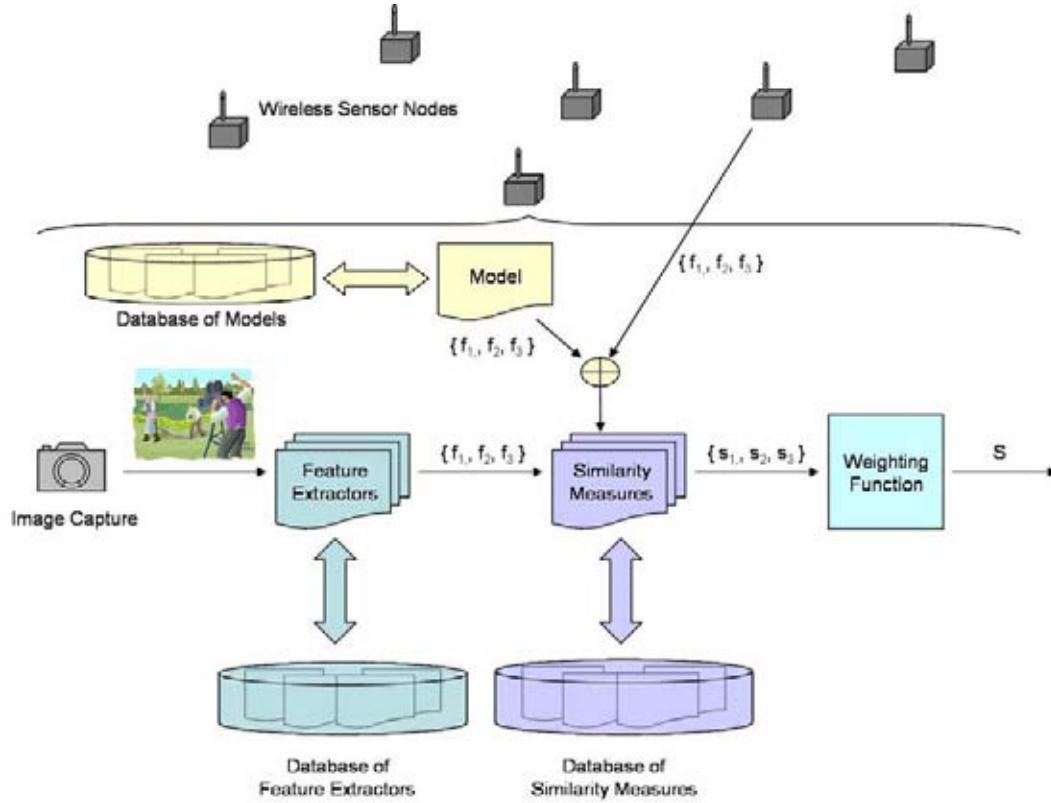 Wireless Sensor Nodes
{f1,, f2, f3}
Model
Database of Models
{f1,, f2, f3}
Feature
Extractors
{f1,, f2, f3}
Similarity
Measures
{s1,, s2, s3}
Weighting
Function
S
Image Capture
Database of
Feature Extractors
Database of
Similarity Measures